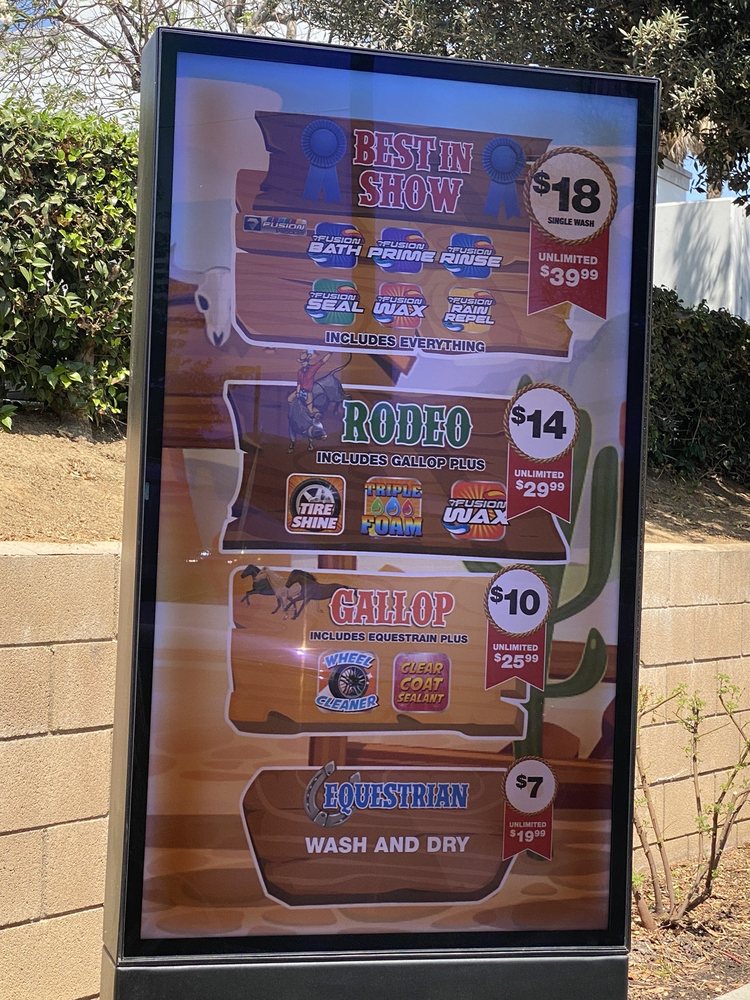 BEST IN
SHOW
$18
SINGLE WASH
UNLIMITED
$39.99
FUSION
FUSION
BATH
FUSION
PRIME
FUSION
RINSE
FUSION
SEAL
FUSION
WAX
FUSION
RAIN
REPEL
INCLUDES EVERYTHING
RODEO
$14
INCLUDES GALLOP PLUS
UNLIMITED
$29.99
TIRE
SHINE
TRIPLE
FOAM
FUSION
WAX
GALLOP
$10
INCLUDES EQUESTRAIN PLUS
UNLIMITED
$25.99
WHEEL
CLEANER
CLEAR
COAT
SEALANT
EQUESTRIAN
$7
UNLIMITED
$19.99
WASH AND DRY